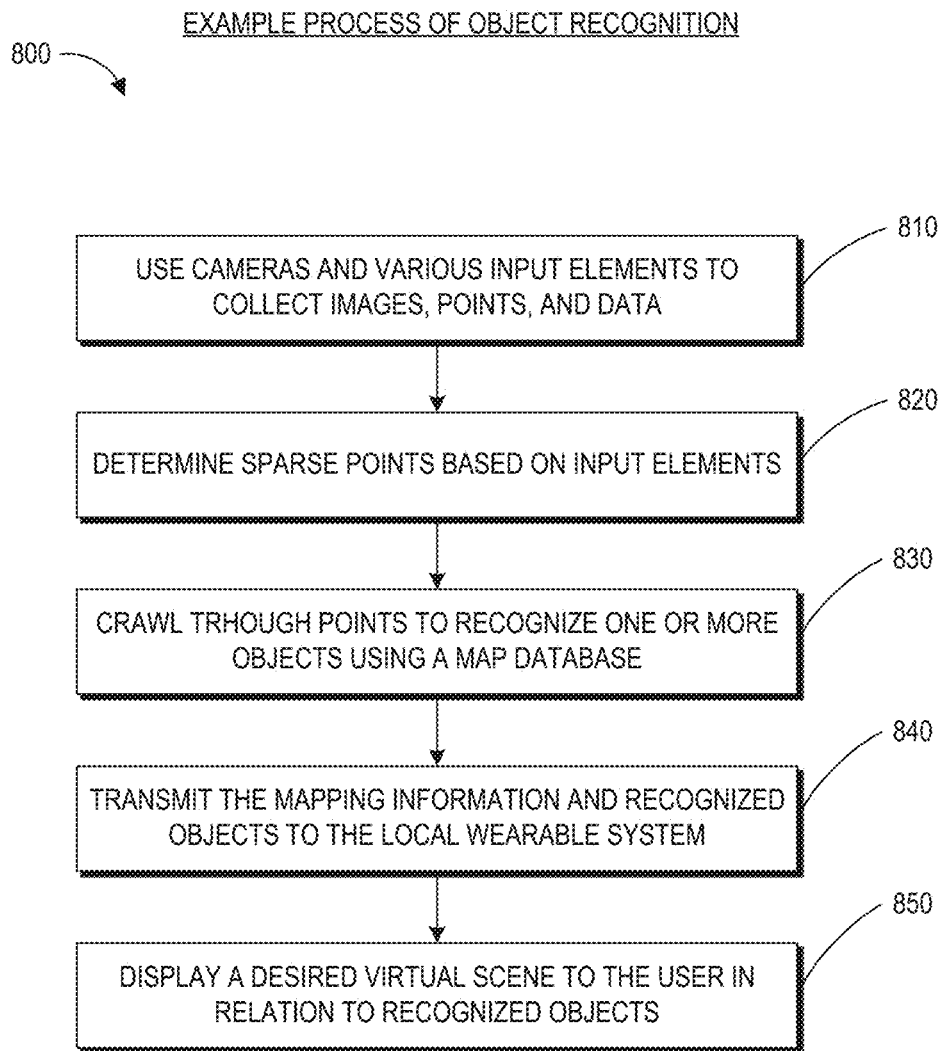 EXAMPLE PROCESS OF OBJECT RECOGNITION
800
810
USE CAMERAS AND VARIOUS INPUT ELEMENTS TO
COLLECT IMAGES, POINTS, AND DATA
820
DETERMINE SPARSE POINTS BASED ON INPUT ELEMENTS
830
CRAWL TRHOUGH POINTS TO RECOGNIZE ONE OR MORE
OBJECTS USING A MAP DATABASE
840
TRANSMIT THE MAPPING INFORMATION AND RECOGNIZED
OBJECTS TO THE LOCAL WEARABLE SYSTEM
850
DISPLAY A DESIRED VIRTUAL SCENE TO THE USER IN
RELATION TO RECOGNIZED OBJECTS